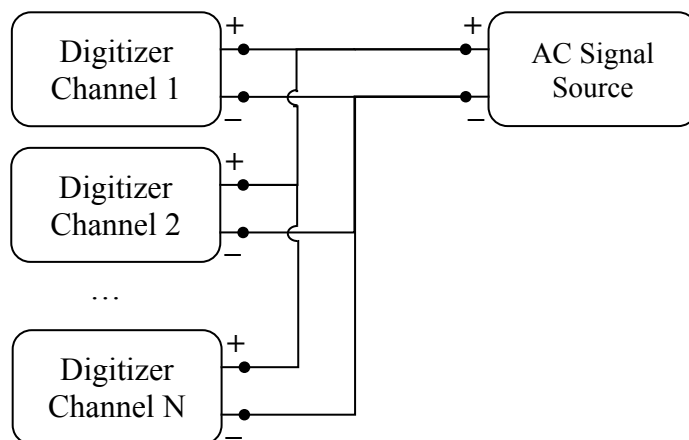 +
Digitizer
Channel 1
−
+
AC Signal
Source
−
+
Digitizer
Channel 2
−
...
+
Digitizer
Channel N
−